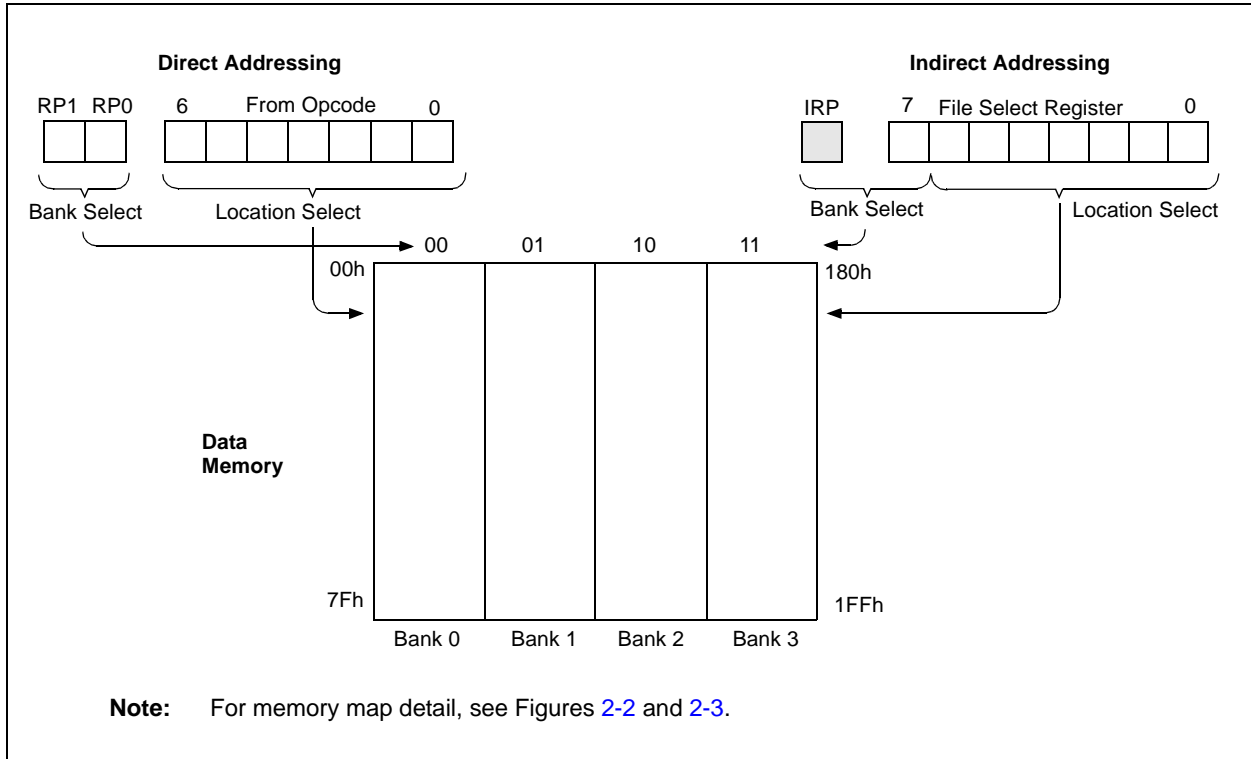 Direct Addressing
Indirect Addressing
RP1 RP0 6 From Opcode 0
IRP 7 File Select Register 0
Bank Select Location Select
Bank Select Location Select
00 01 10 11
00h 180h
Data
Memory
7Fh 1FFh
Bank 0 Bank 1 Bank 2 Bank 3
Note: For memory map detail, see Figures 2-2 and 2-3.